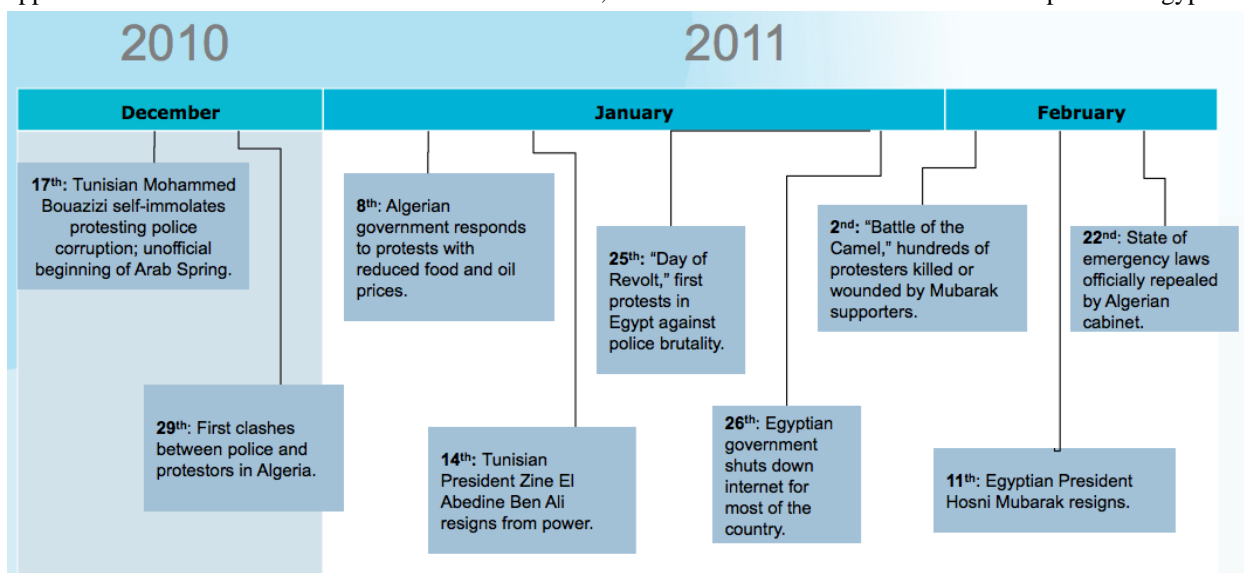 2010
2011
December
January
February
17th: Tunisian Mohammed
Bouazizi self-immolates
protesting police
corruption; unofficial
beginning of Arab Spring.
29th: First clashes
between police and
protestors in Algeria.
8th: Algerian
government responds
to protests with
reduced food and oil
prices.
14th: Tunisian
President Zine El
Abedine Ben Ali
resigns from power.
25th: “Day of
Revolt,” first
protests in
Egypt against
police brutality.
26th: Egyptian
government
shuts down
internet for
most of the
country.
2nd: “Battle of the
Camel,” hundreds of
protesters killed or
wounded by Mubarak
supporters.
11th: Egyptian President
Hosni Mubarak resigns.
22nd: State of
emergency laws
officially repealed
by Algerian
cabinet.